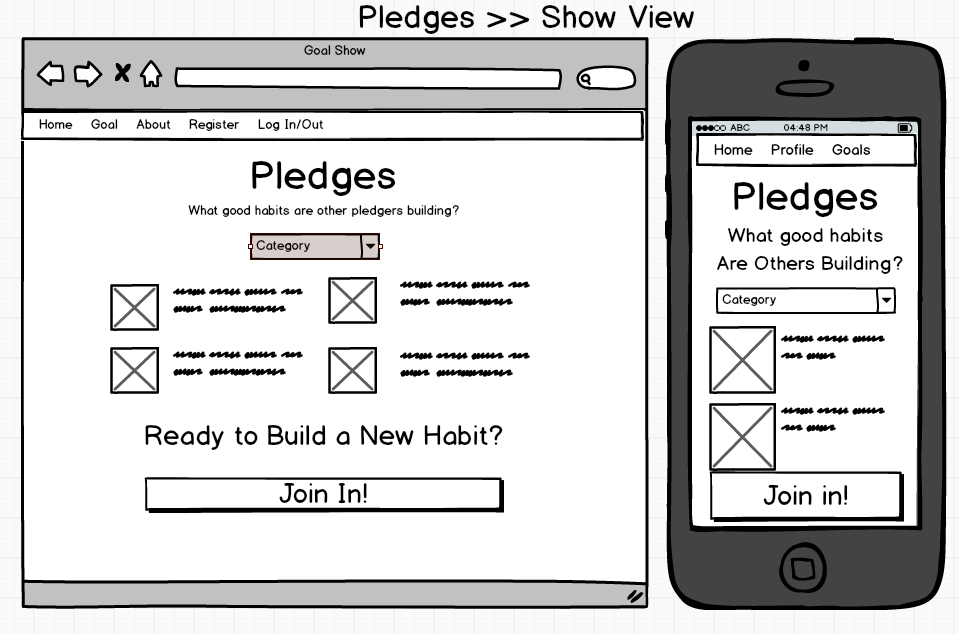 Pledges >> Show View
Goal Show
Home Goal About Register Log In/Out
Pledges
What good habits are other pledgers building?
Category
Ready to Build a New Habit?
Join In!
ABC 04:48 PM
Home Profile Goals
Pledges
What good habits
Are Others Building?
Category
Join in!